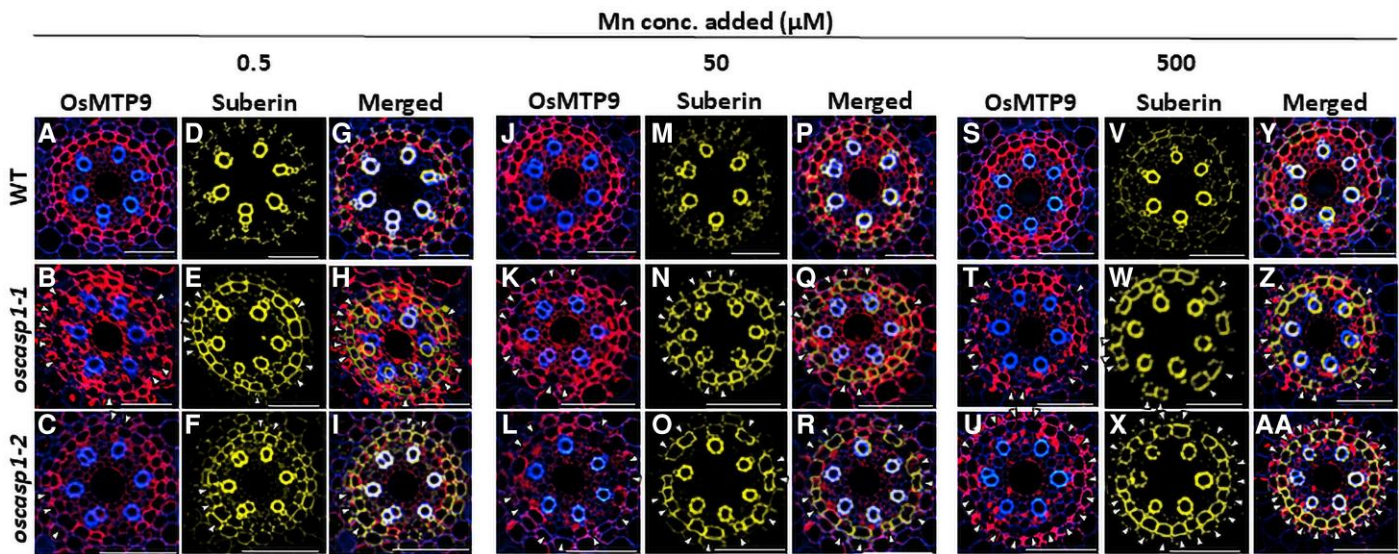 Mn conc. added (µM)
0.5 50 500
OsMTP9 Suberin Merged OsMTP9 Suberin Merged OsMTP9 Suberin Merged
WT A D G J M P S V Y
oscasp1-1 B E H K N Q T W Z
oscasp1-2 C F I L O R U X AA